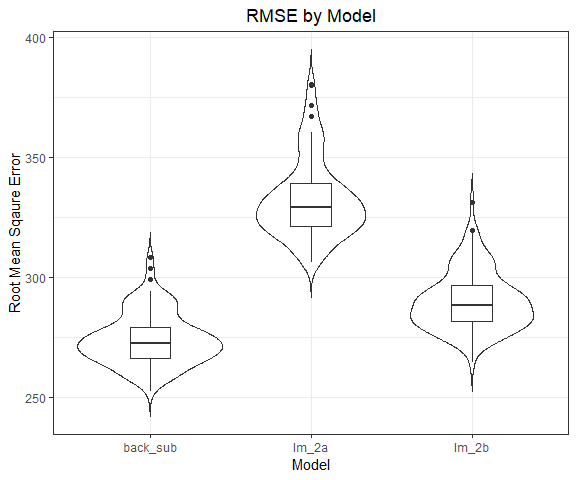 RMSE by Model
Root Mean Sqaure Error
400
350
300
250
back_sub
lm_2a
lm_2b
Model